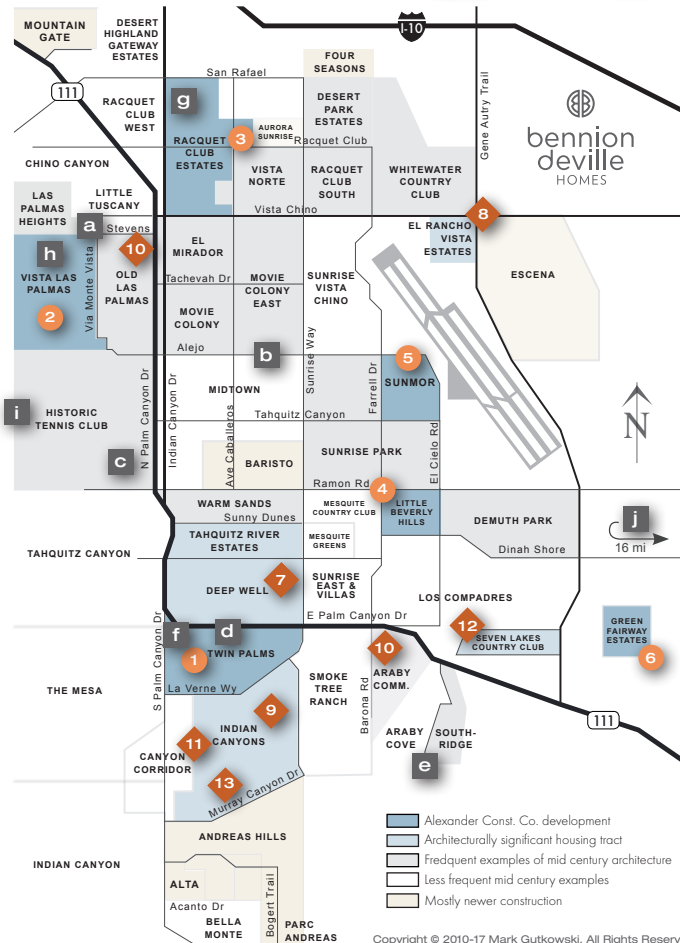 MOUNTAIN
GATE
DESERT
HIGHLAND
GATEWAY
ESTATES
I-10
111
San Rafael
FOUR
SEASONS
RACQUET
CLUB
WEST
g
DESERT
PARK
ESTATES
Gene Autry Trail
bennion
deville
HOMES
3
AURORA
SUNRISE
Racquet Club
RACQUET
CLUB
ESTATES
CHINO CANYON
VISTA
NORTE
RACQUET
CLUB
SOUTH
WHITEWATER
COUNTRY
CLUB
LAS
PALMAS
HEIGHTS
LITTLE
TUSCANY
Vista Chino
8
a
Stevens
EL RANCHO
VISTA
ESTATES
h
10
EL
MIRADOR
VISTA LAS
PALMAS
Via Monte Vista
OLD
LAS
PALMAS
Tachevah Dr
MOVIE
COLONY
EAST
SUNRISE
VISTA
CHINO
ESCENA
2
MOVIE
COLONY
Alejo
b
Sunrise Way
5
SUNMOR
Farrell Dr
N Palm Canyon Dr
Indian Canyon Dr
MIDTOWN
i
HISTORIC
TENNIS CLUB
Tahquitz Canyon
Ave Caballeros
El Cielo Rd
N
c
BARISTO
SUNRISE PARK
Ramon Rd
4
WARM SANDS
Sunny Dunes
MESQUITE
COUNTRY CLUB
LITTLE
BEVERLY
HILLS
DEMUTH PARK
j
16 mi
TAHQUITZ RIVER
ESTATES
MESQUITE
GREENS
Dinah Shore
TAHQUITZ CANYON
7
DEEP WELL
SUNRISE
EAST &
VILLAS
LOS COMPADRES
E Palm Canyon Dr
f
d
12
GREEN
FAIRWAY
ESTATES
6
S Palm Canyon Dr
1
TWIN PALMS
10
SEVEN LAKES
COUNTRY CLUB
La Verne Wy
THE MESA
SMOKE
TREE
RANCH
Barona Rd
ARABY
COMM.
9
111
11
INDIAN
CANYONS
ARABY
COVE
SOUTH-
RIDGE
CANYON
CORRIDOR
e
13
Murray Canyon Dr
Alexander Const. Co. development
Architecturally significant housing tract
Fredquent examples of mid century architecture
Less frequent mid century examples
Mostly newer construction
ANDREAS HILLS
INDIAN CANYON
ALTA
Acanto Dr
Bogert Trail
BELLA
MONTE
PARC
ANDREAS
Copyright © 2010-17 Mark Gutkowski. All Rights Reserv